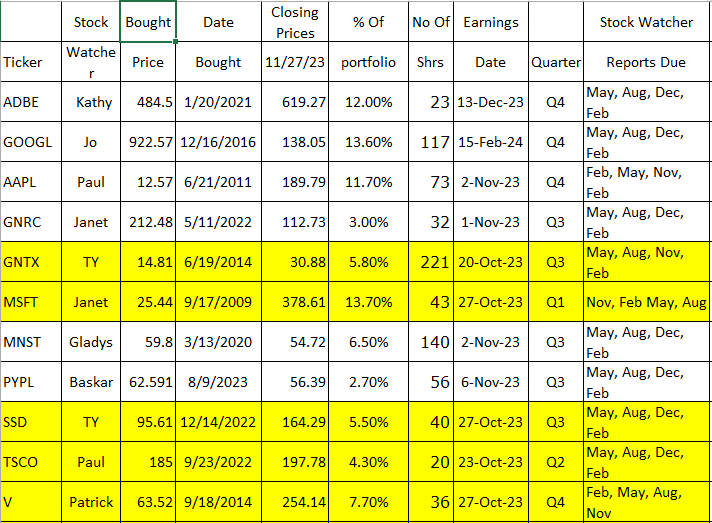 Stock Bought Date Closing Prices % Of No Of Earnings Stock Watcher
Ticker Watcher Price Bought 11/27/23 portfolio Shrs Date Quarter Reports Due
ADBE Kathy 484.5 1/20/2021 619.27 12.00% 23 13-Dec-23 Q4 May, Aug, Dec, Feb
GOOGL Jo 922.57 12/16/2016 138.05 13.60% 117 15-Feb-24 Q4 May, Aug, Dec, Feb
AAPL Paul 12.57 6/21/2011 189.79 11.70% 73 2-Nov-23 Q4 Feb, May, Nov, Feb
GNRC Janet 212.48 5/11/2022 112.73 3.00% 32 1-Nov-23 Q3 May, Aug, Dec, Feb
GNTX TY 14.81 6/19/2014 30.88 5.80% 221 20-Oct-23 Q3 May, Aug, Nov, Feb
MSFT Janet 25.44 9/17/2009 378.61 13.70% 43 27-Oct-23 Q1 Nov, Feb May, Aug
MNST Gladys 59.8 3/13/2020 54.72 6.50% 140 2-Nov-23 Q3 May, Aug, Dec, Feb
PYPL Baskar 62.591 8/9/2023 56.39 2.70% 56 6-Nov-23 Q3 May, Aug, Dec, Feb
SSD TY 95.61 12/14/2022 164.29 5.50% 40 27-Oct-23 Q3 May, Aug, Dec, Feb
TSCO Paul 185 9/23/2022 197.78 4.30% 20 23-Oct-23 Q2 May, Aug, Dec, Feb
V Patrick 63.52 9/18/2014 254.14 7.70% 36 27-Oct-23 Q4 Feb, May, Aug, Nov